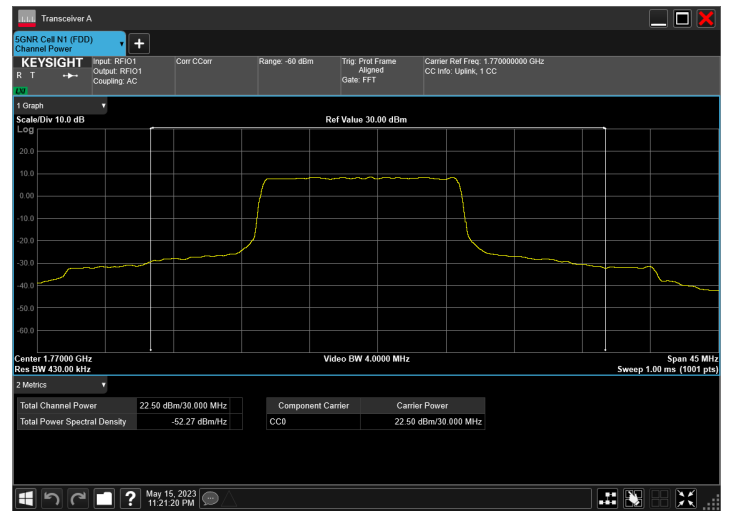 Transceiver A
5GNR Cell N1 (FDD)
Channel Power
KEYSIGHT
R T
LXI
Input: RFIO1
Output: RFIO1
Coupling: AC
Corr CCorr
Range: -60 dBm
Trig: Prot Frame
Aligned
Gate: FFT
Carrier Ref Freq: 1.770000000 GHz
CC Info: Uplink, 1 CC
1 Graph
Scale/Div 10.0 dB
Ref Value 30.00 dBm
Log
20.0
10.0
0.00
-10.0
-20.0
-30.0
-40.0
-50.0
-60.0
Center 1.77000 GHz
Video BW 4.0000 MHz
Span 45 MHz
Res BW 430.00 kHz
Sweep 1.00 ms (1001 pts)
2 Metrics
Total Channel Power 22.50 dBm/30.000 MHz
Total Power Spectral Density -52.27 dBm/Hz
Component Carrier Carrier Power
CC0 22.50 dBm/30.000 MHz
May 15, 2023
11:21:20 PM